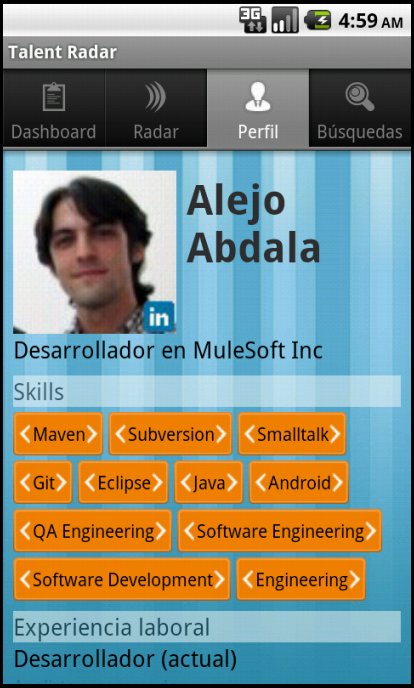 3G 4:59 AM
Talent Radar
Dashboard Radar Perfil Búsquedas
Alejo
Abdala
in
Desarrollador en MuleSoft Inc
Skills
Maven Subversion Smalltalk
Git Eclipse Java Android
QA Engineering Software Engineering
Software Development Engineering
Experiencia laboral
Desarrollador (actual)